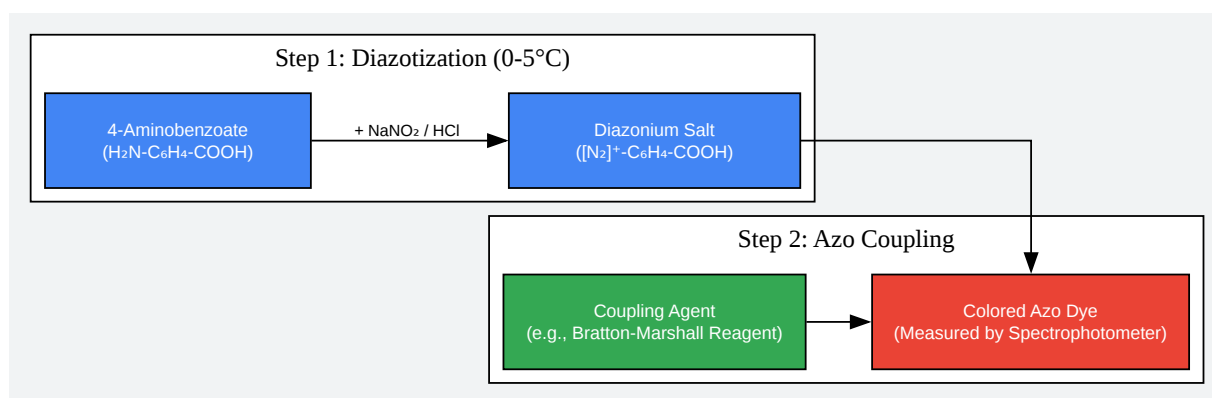 Step 1: Diazotization (0-5°C)
4-Aminobenzoate
(H₂N-C₆H₄-COOH)
+ NaNO₂ / HCl
Diazonium Salt
([N₂]⁺-C₆H₄-COOH)
Step 2: Azo Coupling
Coupling Agent
(e.g., Bratton-Marshall Reagent)
Colored Azo Dye
(Measured by Spectrophotometer)